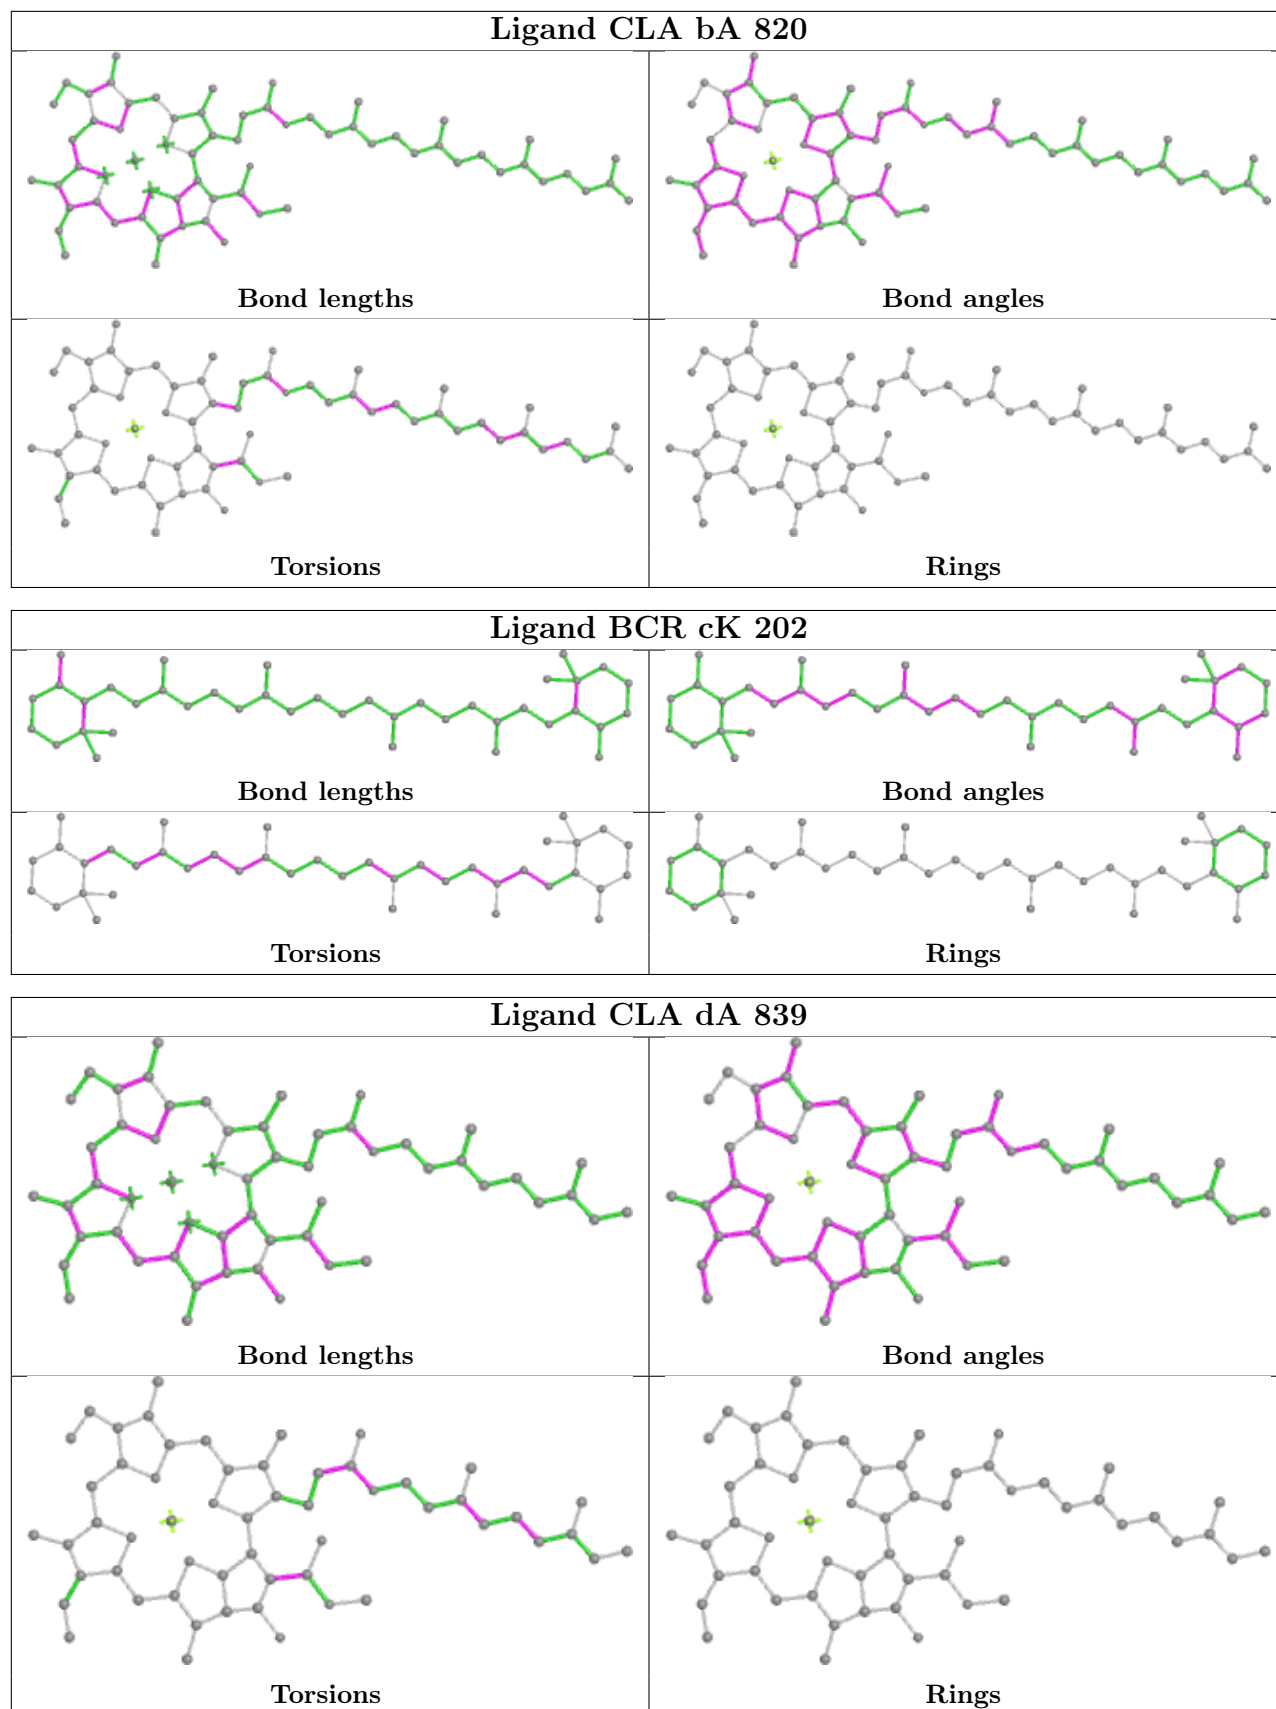 Ligand CLA bA 820
Bond lengths
Bond angles
Torsions
Rings
Ligand BCR cK 202
Bond lengths
Bond angles
Torsions
Rings
Ligand CLA dA 839
Bond lengths
Bond angles
Torsions
Rings